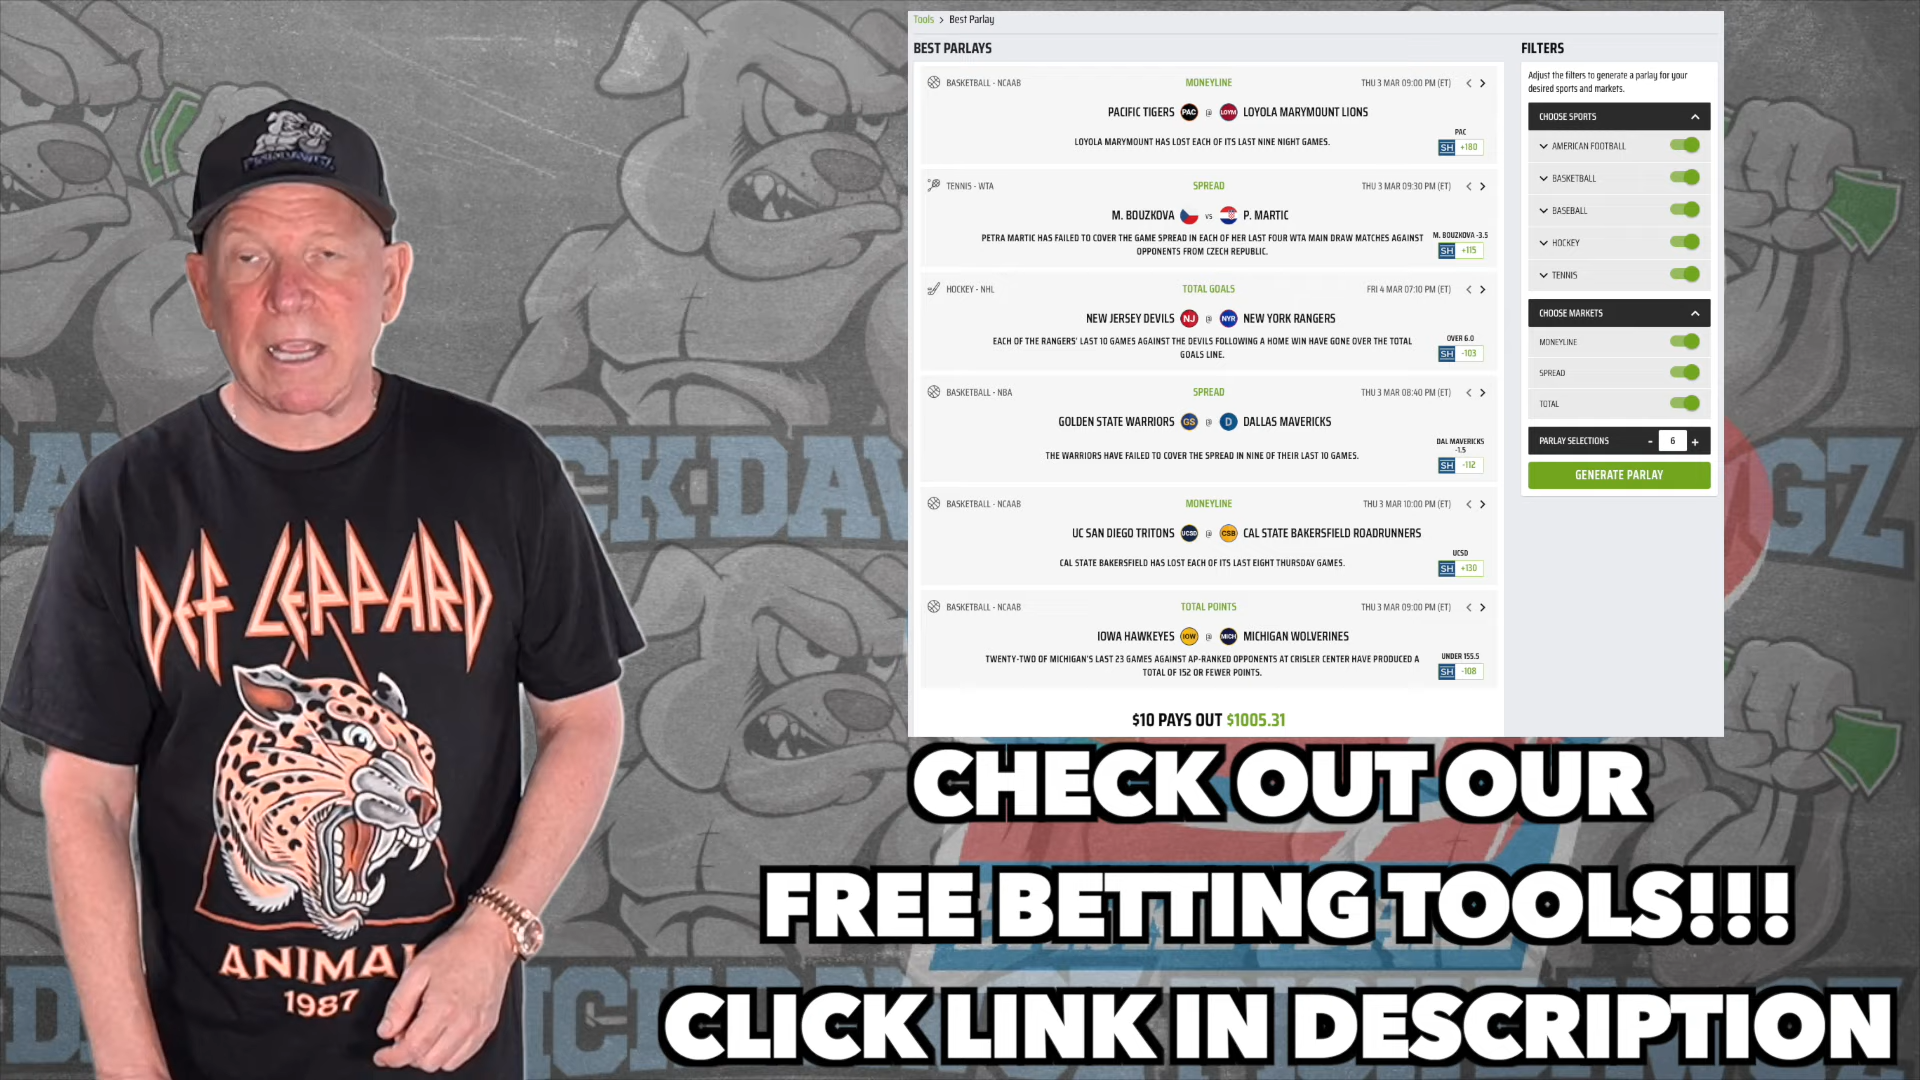 PICKDAWGZ
DEF LEPPARD
ANIMAL
1987
Tools > Best Parlay
BEST PARLAYS
BASKETBALL - NCAAB
MONEYLINE
THU 3 MAR 09:00 PM (ET)
PACIFIC TIGERS PAC @ LOYM LOYOLA MARYMOUNT LIONS
LOYOLA MARYMOUNT HAS LOST EACH OF ITS LAST NINE NIGHT GAMES.
PAC
SH +180
TENNIS - WTA
SPREAD
THU 3 MAR 09:30 PM (ET)
M. BOUZKOVA VS P. MARTIC
PETRA MARTIC HAS FAILED TO COVER THE GAME SPREAD IN EACH OF HER LAST FOUR WTA MAIN DRAW MATCHES AGAINST
OPPONENTS FROM CZECH REPUBLIC.
M. BOUZKOVA -3.5
SH +115
HOCKEY - NHL
TOTAL GOALS
FRI 4 MAR 07:10 PM (ET)
NEW JERSEY DEVILS NJ @ NYR NEW YORK RANGERS
EACH OF THE RANGERS' LAST 10 GAMES AGAINST THE DEVILS FOLLOWING A HOME WIN HAVE GONE OVER THE TOTAL
GOALS LINE.
OVER 6.0
SH -103
BASKETBALL - NBA
SPREAD
THU 3 MAR 08:40 PM (ET)
GOLDEN STATE WARRIORS GS @ D DALLAS MAVERICKS
THE WARRIORS HAVE FAILED TO COVER THE SPREAD IN NINE OF THEIR LAST 10 GAMES.
DAL MAVERICKS
-1.5
SH -112
BASKETBALL - NCAAB
MONEYLINE
THU 3 MAR 10:00 PM (ET)
UC SAN DIEGO TRITONS UCSD @ CSB CAL STATE BAKERSFIELD ROADRUNNERS
CAL STATE BAKERSFIELD HAS LOST EACH OF ITS LAST EIGHT THURSDAY GAMES.
UCSD
SH +130
BASKETBALL - NCAAB
TOTAL POINTS
THU 3 MAR 09:00 PM (ET)
IOWA HAWKEYES IOW @ MICH MICHIGAN WOLVERINES
TWENTY-TWO OF MICHIGAN'S LAST 23 GAMES AGAINST AP-RANKED OPPONENTS AT CRISLER CENTER HAVE PRODUCED A
TOTAL OF 152 OR FEWER POINTS.
UNDER 155.5
SH -108
$10 PAYS OUT $1005.31
FILTERS
Adjust the filters to generate a parlay for your
desired sports and markets.
CHOOSE SPORTS
AMERICAN FOOTBALL
BASKETBALL
BASEBALL
HOCKEY
TENNIS
CHOOSE MARKETS
MONEYLINE
SPREAD
TOTAL
PARLAY SELECTIONS - 6 +
GENERATE PARLAY
CHECK OUT OUR
FREE BETTING TOOLS!!!
CLICK LINK IN DESCRIPTION